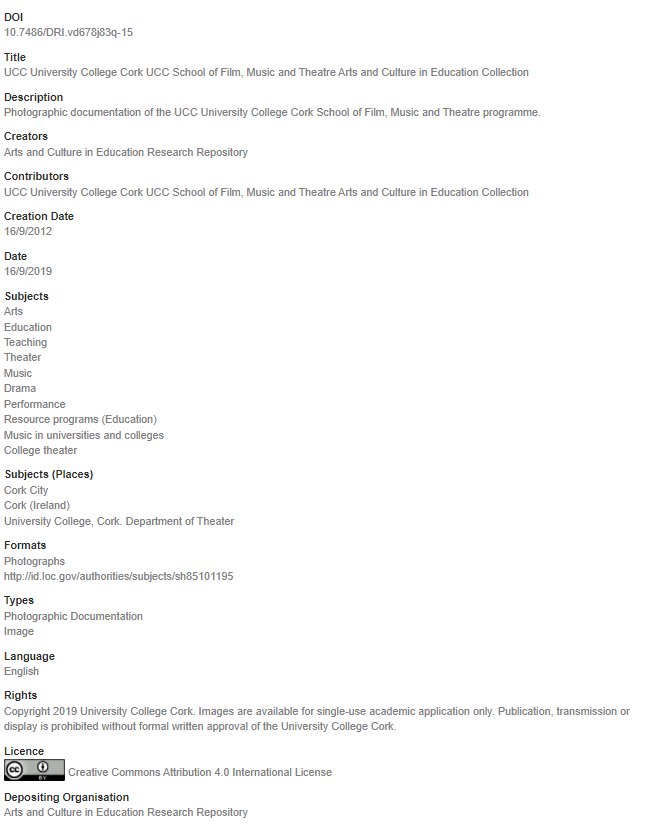 DOI
10.7486/DRI.vd678j83q-15
Title
UCC University College Cork UCC School of Film, Music and Theatre Arts and Culture in Education Collection
Description
Photographic documentation of the UCC University College Cork School of Film, Music and Theatre programme.
Creators
Arts and Culture in Education Research Repository
Contributors
UCC University College Cork UCC School of Film, Music and Theatre Arts and Culture in Education Collection
Creation Date
16/9/2012
Date
16/9/2019
Subjects
Arts
Education
Teaching
Theater
Music
Drama
Performance
Resource programs (Education)
Music in universities and colleges
College theater
Subjects (Places)
Cork City
Cork (Ireland)
University College, Cork. Department of Theater
Formats
Photographs
http://id.loc.gov/authorities/subjects/sh85101195
Types
Photographic Documentation
Image
Language
English
Rights
Copyright 2019 University College Cork. Images are available for single-use academic application only. Publication, transmission or
display is prohibited without formal written approval of the University College Cork.
Licence
cc BY Creative Commons Attribution 4.0 International License
Depositing Organisation
Arts and Culture in Education Research Repository